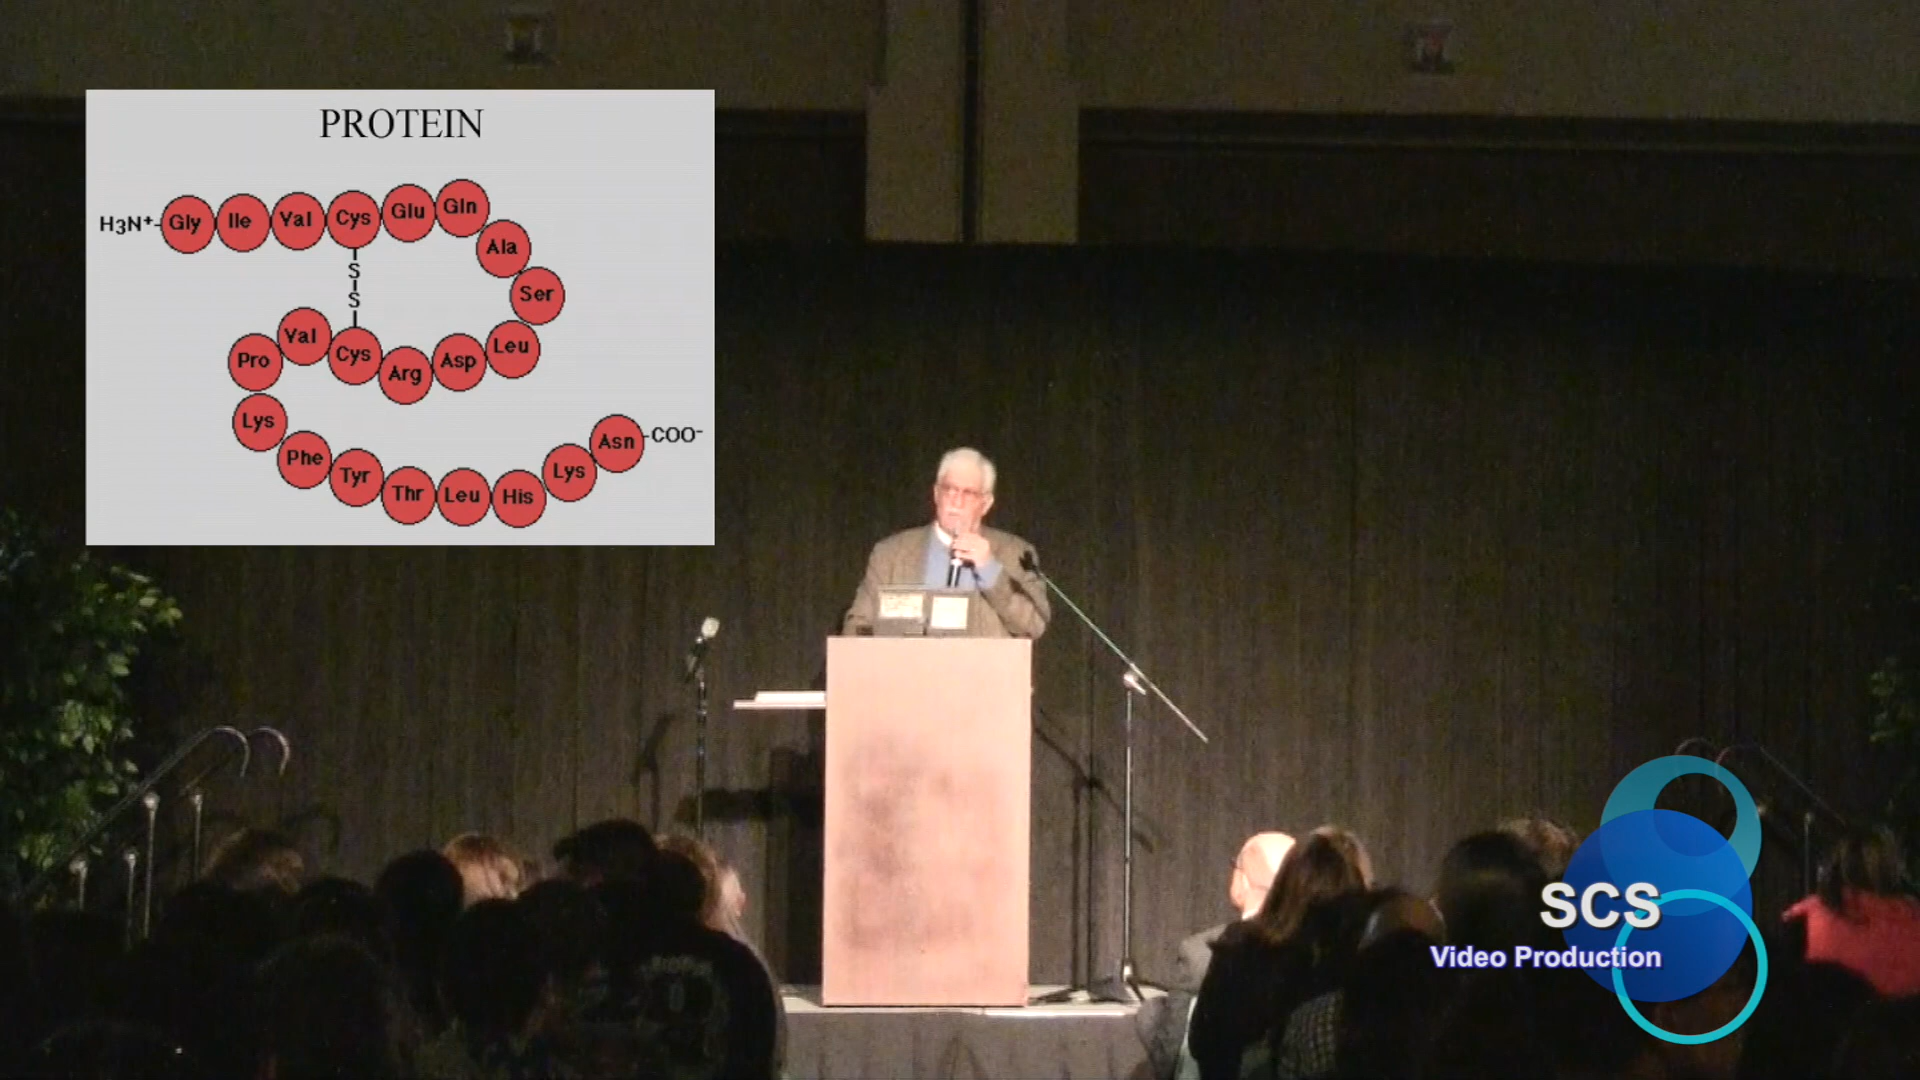 PROTEIN
H3N+ Gly Ile Val Cys Glu Gln
Ala
S
Ser
S
Pro Val Cys Arg Asp Leu
Lys
Phe Tyr Thr Leu His Lys Asn COO-
SCS
Video Production